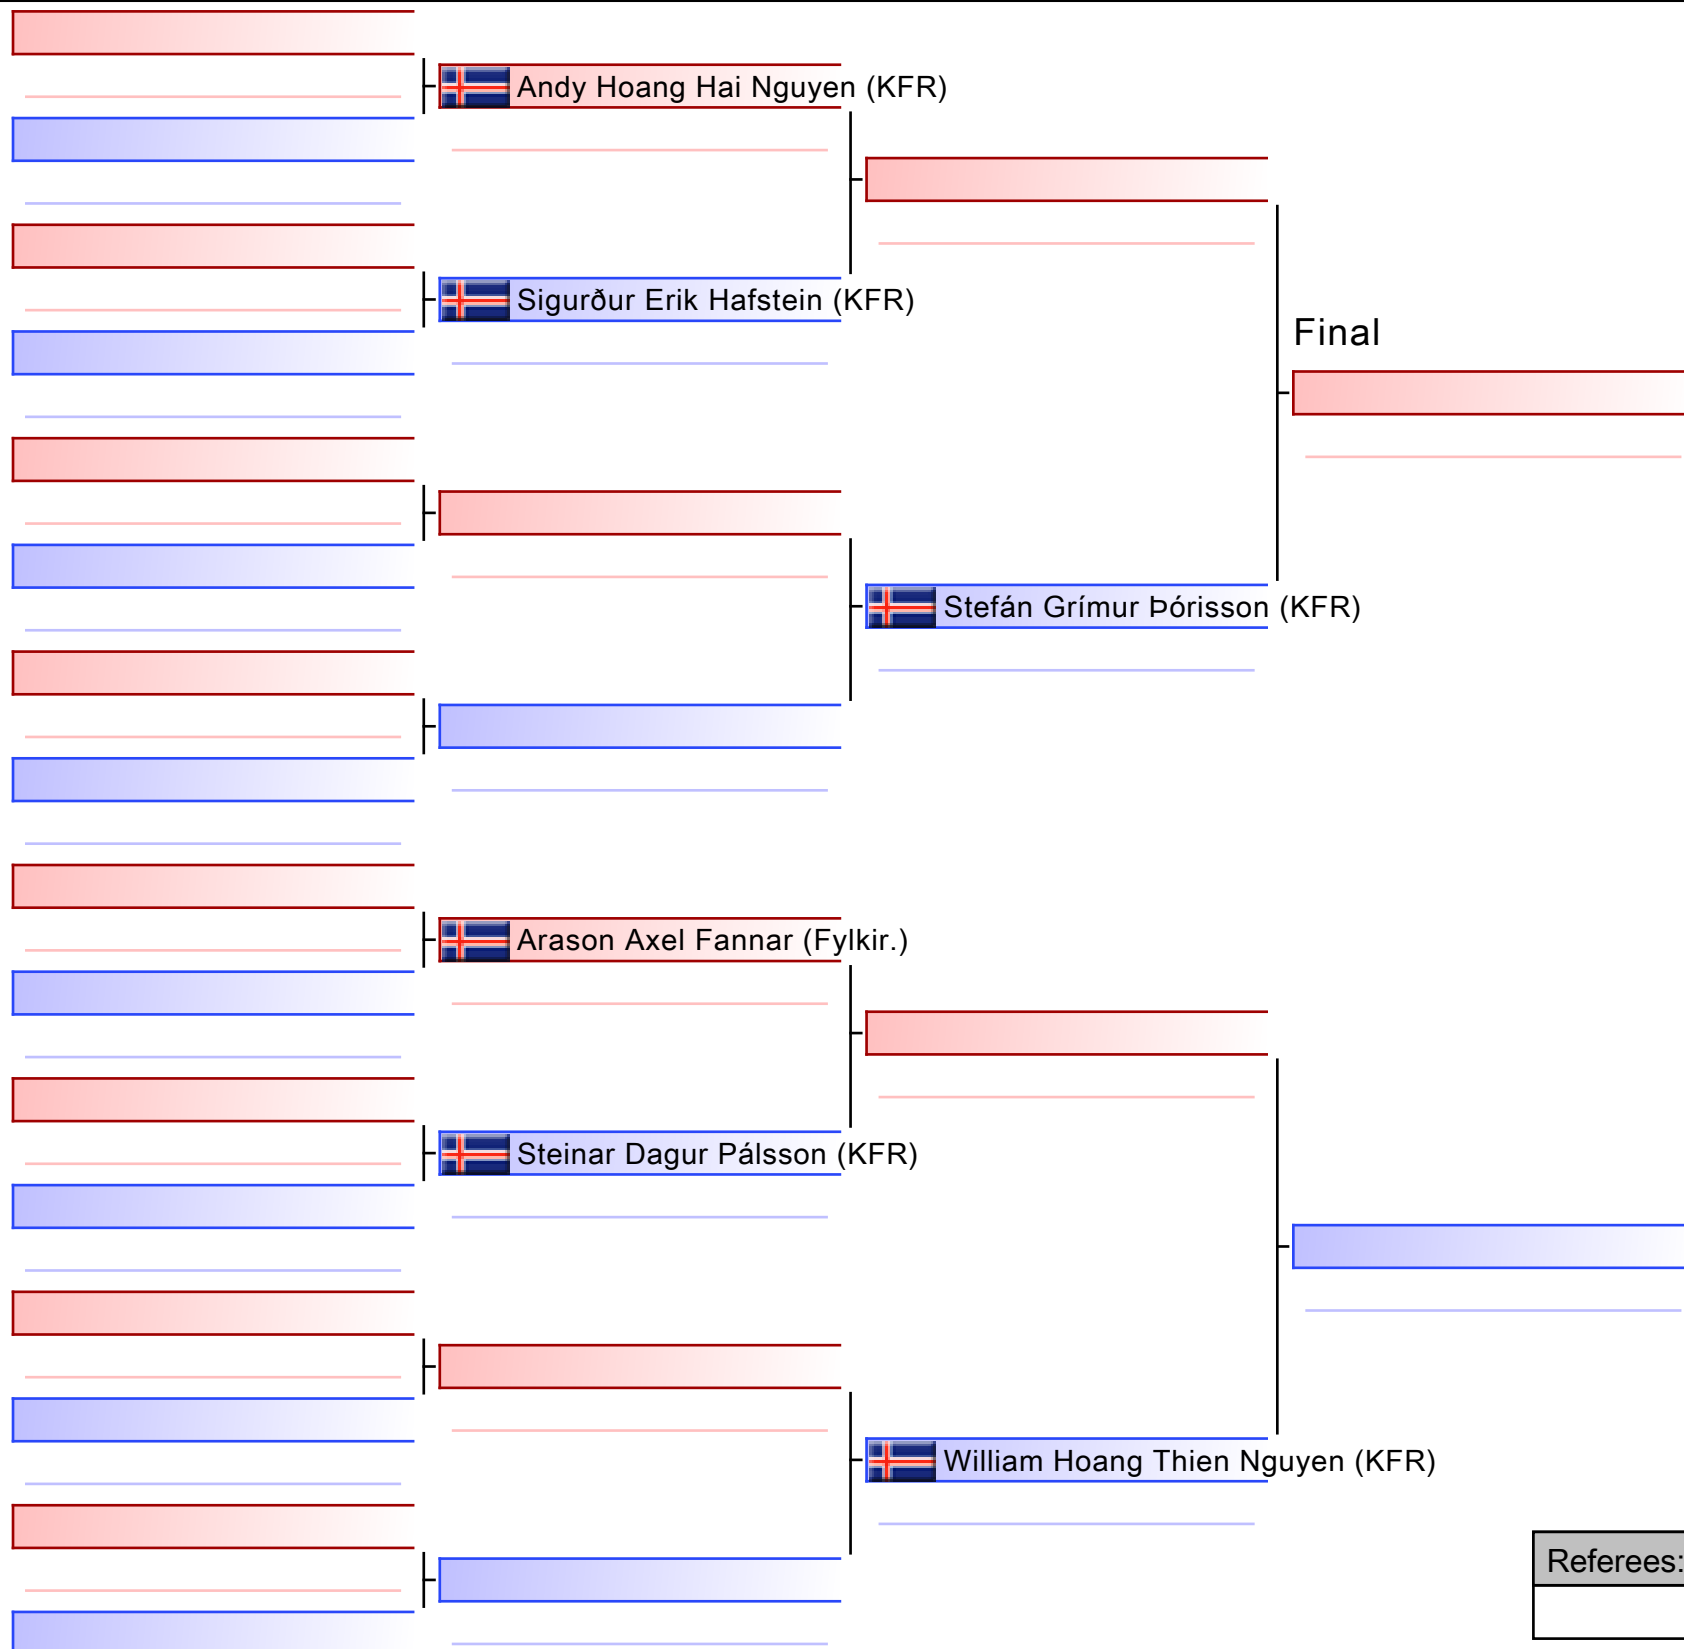 Andy Hoang Hai Nguyen (KFR)
Sigurður Erik Hafstein (KFR)
Final
Stefán Grímur Þórisson (KFR)
Arason Axel Fannar (Fylkir.)
Steinar Dagur Pálsson (KFR)
William Hoang Thien Nguyen (KFR)
Referees: